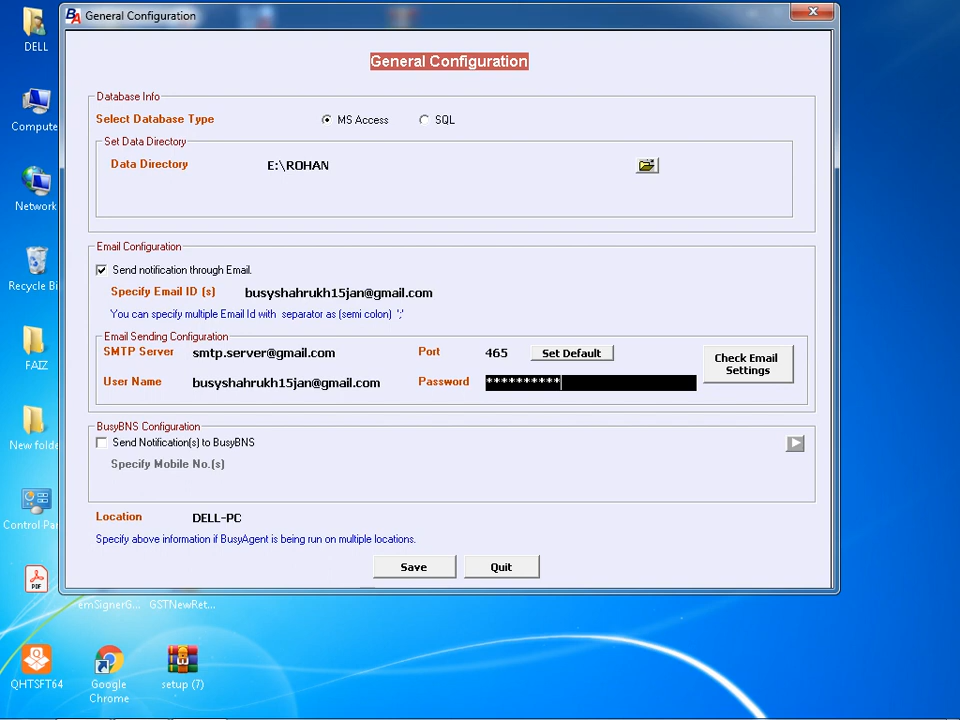 BA General Configuration
General Configuration
Database Info
Select Database Type MS Access SQL
Set Data Directory
Data Directory E:\ROHAN
Email Configuration
Send notification through Email.
Specify Email ID (s) busyshahrukh15jan@gmail.com
You can specify multiple Email Id with separator as (semi colon) ';'
Email Sending Configuration
SMTP Server smtp.server@gmail.com Port 465 Set Default
Check Email Settings
User Name busyshahrukh15jan@gmail.com Password **********
BusyBNS Configuration
Send Notification(s) to BusyBNS
Specify Mobile No.(s)
Location DELL-PC
Specify above information if BusyAgent is being run on multiple locations.
Save Quit
DELL
Compute
Network
Recycle Bi
FAIZ
New folde
Control Pa
PDF
emSignerG... GSTNewRet...
QHTSFT64
Google
Chrome
setup (7)